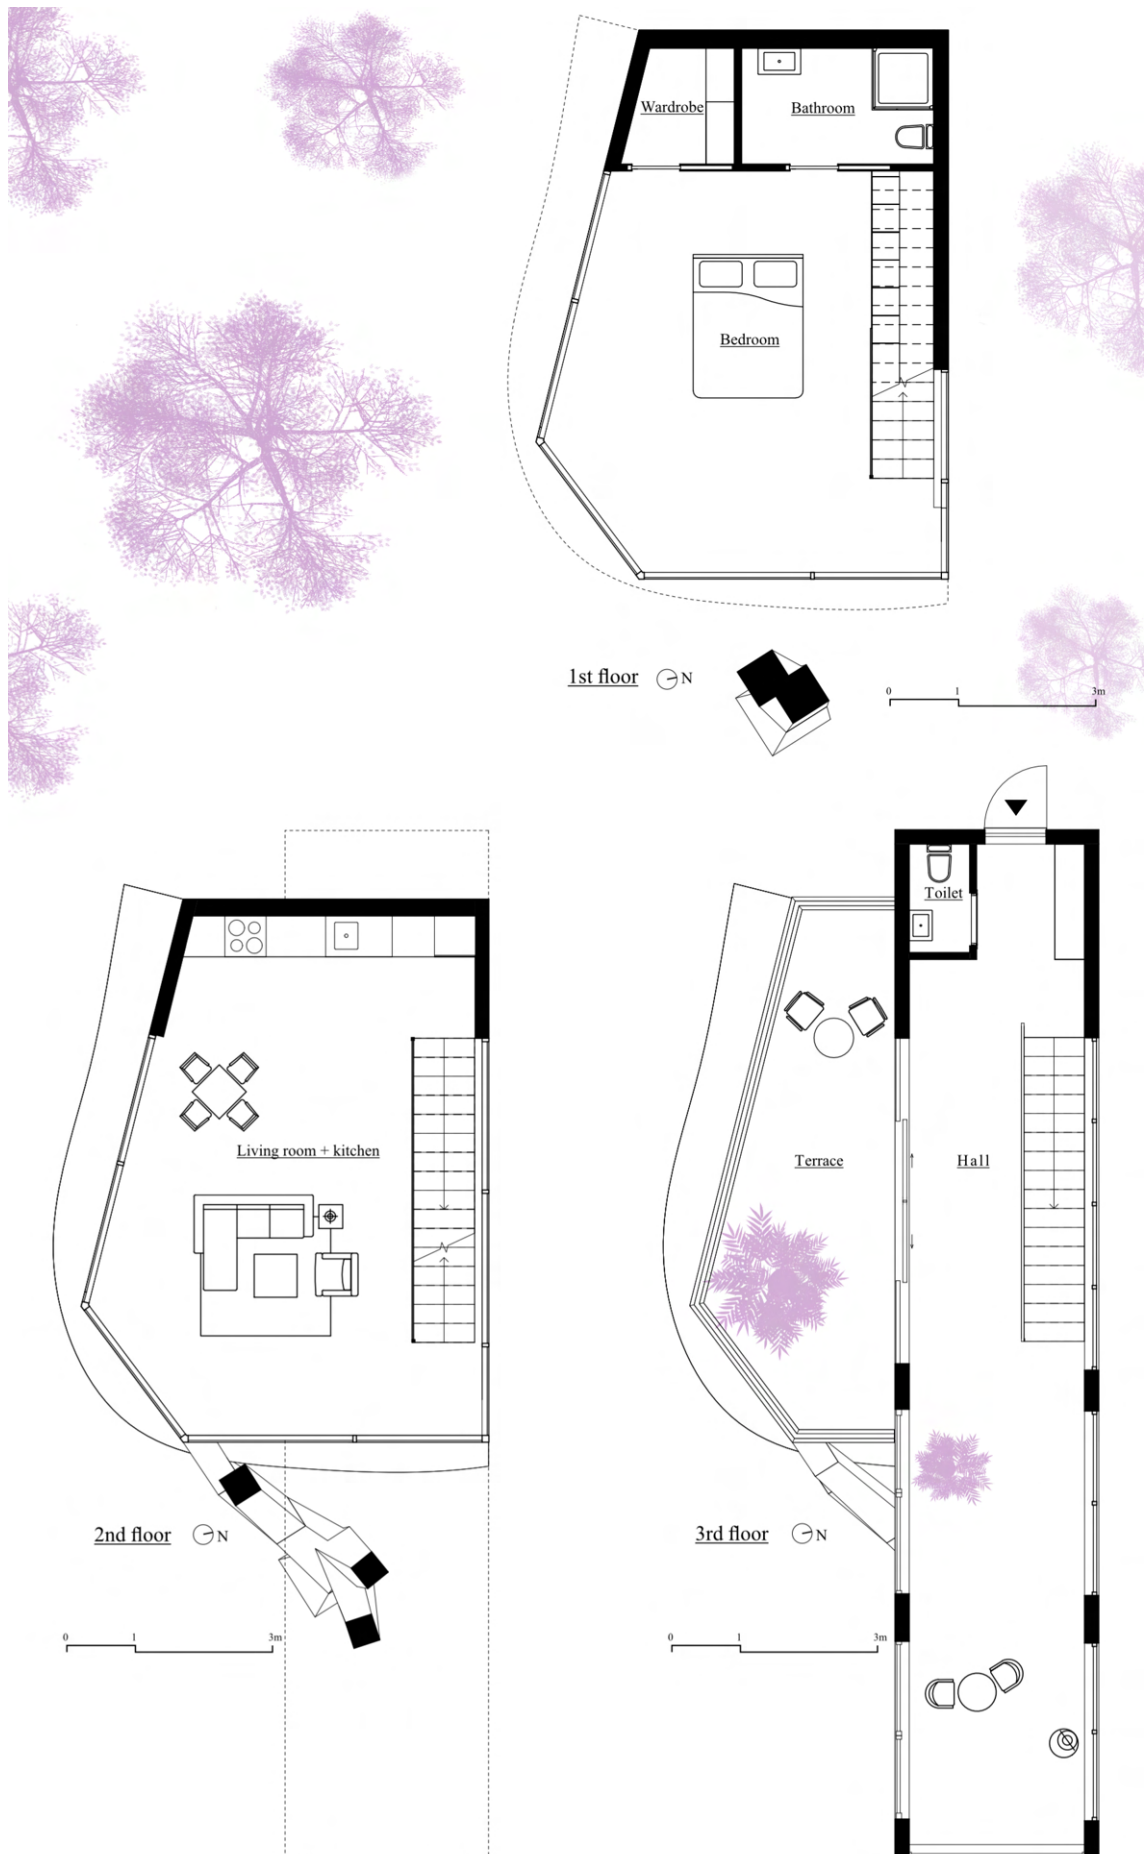 Wardrobe
Bathroom
Bedroom
1st floor
N
0 1 3m
Toilet
Living room + kitchen
Terrace
Hall
2nd floor
N
3rd floor
N
0 1 3m
0 1 3m